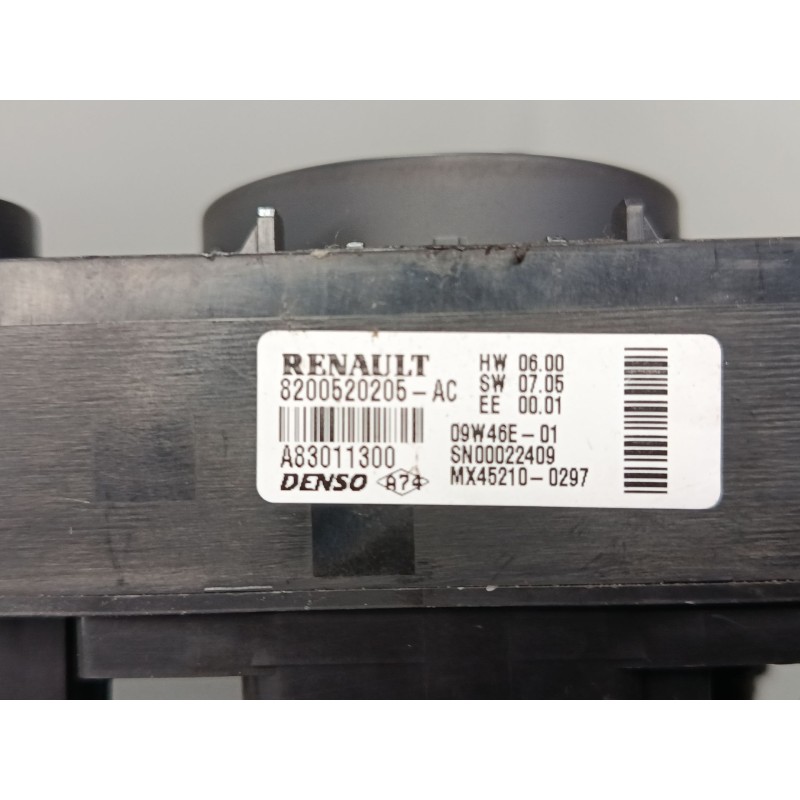 RENAULT
8200520205-AC
A83011300
DENSO A74
HW 06.00
SW 07.05
EE 00.01
09W46E-01
SN00022409
MX45210-0297